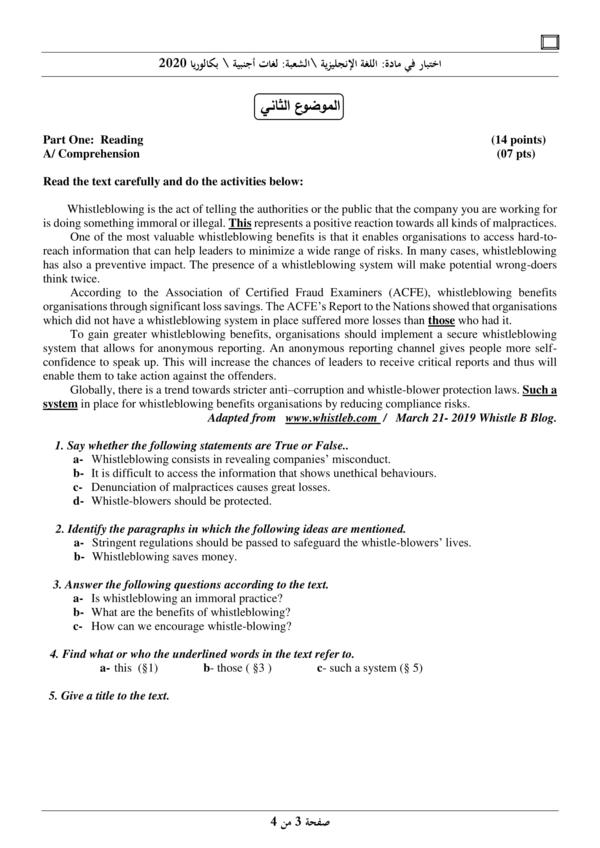 اختبار في مادة: اللغة الإنجليزية \الشعبة: لغات أجنبية \ بكالوريا 2020
الموضوع الثاني
Part One: Reading (14 points)
A/ Comprehension (07 pts)
Read the text carefully and do the activities below:
Whistleblowing is the act of telling the authorities or the public that the company you are working for
is doing something immoral or illegal. This represents a positive reaction towards all kinds of malpractices.
One of the most valuable whistleblowing benefits is that it enables organisations to access hard-to-
reach information that can help leaders to minimize a wide range of risks. In many cases, whistleblowing
has also a preventive impact. The presence of a whistleblowing system will make potential wrong-doers
think twice.
According to the Association of Certified Fraud Examiners (ACFE), whistleblowing benefits
organisations through significant loss savings. The ACFE's Report to the Nations showed that organisations
which did not have a whistleblowing system in place suffered more losses than those who had it.
To gain greater whistleblowing benefits, organisations should implement a secure whistleblowing
system that allows for anonymous reporting. An anonymous reporting channel gives people more self-
confidence to speak up. This will increase the chances of leaders to receive critical reports and thus will
enable them to take action against the offenders.
Globally, there is a trend towards stricter anti–corruption and whistle-blower protection laws. Such a
system in place for whistleblowing benefits organisations by reducing compliance risks.
Adapted from www.whistleb.com / March 21- 2019 Whistle B Blog.
1. Say whether the following statements are True or False..
a- Whistleblowing consists in revealing companies' misconduct.
b- It is difficult to access the information that shows unethical behaviours.
c- Denunciation of malpractices causes great losses.
d- Whistle-blowers should be protected.
2. Identify the paragraphs in which the following ideas are mentioned.
a- Stringent regulations should be passed to safeguard the whistle-blowers' lives.
b- Whistleblowing saves money.
3. Answer the following questions according to the text.
a- Is whistleblowing an immoral practice?
b- What are the benefits of whistleblowing?
c- How can we encourage whistle-blowing?
4. Find what or who the underlined words in the text refer to.
a- this (§1) b- those ( §3 ) c- such a system (§ 5)
5. Give a title to the text.
صفحة 3 من 4